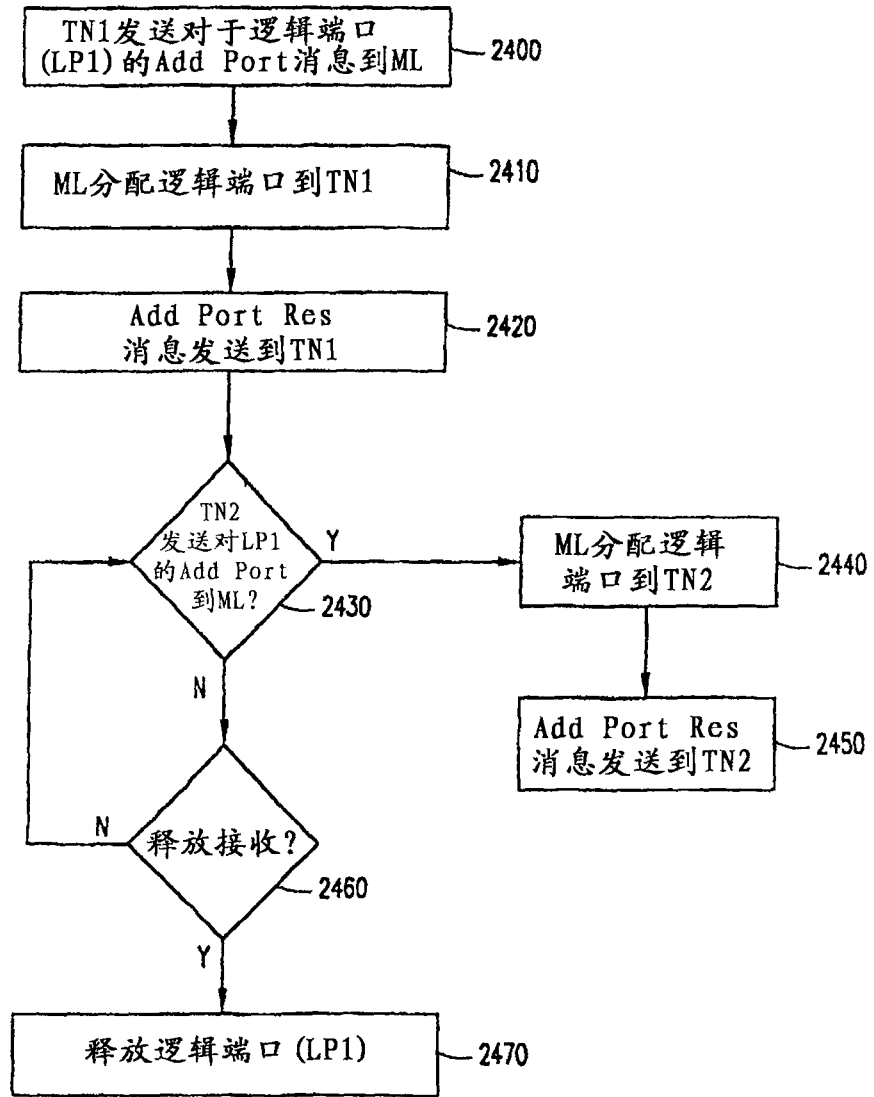 TN1发送对于逻辑端口
(LP1)的Add Port消息到ML
2400
ML分配逻辑端口到TN1
2410
Add Port Res
消息发送到TN1
2420
TN2
发送对LP1
的Add Port
到ML?
2430
Y
ML分配逻辑
端口到TN2
2440
N
Add Port Res
消息发送到TN2
2450
释放接收?
2460
N
Y
释放逻辑端口(LP1)
2470